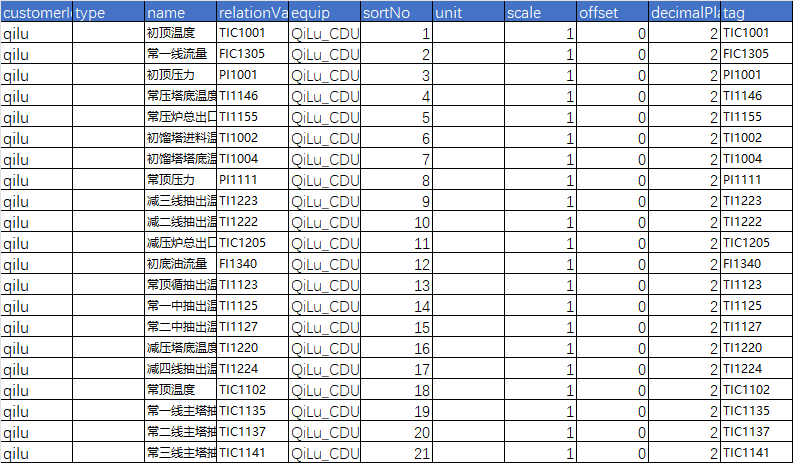 customerI type name relationVa equip sortNo unit scale offset decimalPla tag
qilu 初顶温度 TIC1001 QiLu_CDU 1 1 0 2 TIC1001
qilu 常一线流量 FIC1305 QiLu_CDU 2 1 0 2 FIC1305
qilu 初顶压力 PI1001 QiLu_CDU 3 1 0 2 PI1001
qilu 常压塔底温度 TI1146 QiLu_CDU 4 1 0 2 TI1146
qilu 常压炉总出口 TI1155 QiLu_CDU 5 1 0 2 TI1155
qilu 初馏塔进料温 TI1002 QiLu_CDU 6 1 0 2 TI1002
qilu 初馏塔塔底温 TI1004 QiLu_CDU 7 1 0 2 TI1004
qilu 常顶压力 PI1111 QiLu_CDU 8 1 0 2 PI1111
qilu 减三线抽出温 TI1223 QiLu_CDU 9 1 0 2 TI1223
qilu 减二线抽出温 TI1222 QiLu_CDU 10 1 0 2 TI1222
qilu 减压炉总出口 TIC1205 QiLu_CDU 11 1 0 2 TIC1205
qilu 初底油流量 FI1340 QiLu_CDU 12 1 0 2 FI1340
qilu 常顶循抽出温 TI1123 QiLu_CDU 13 1 0 2 TI1123
qilu 常一中抽出温 TI1125 QiLu_CDU 14 1 0 2 TI1125
qilu 常二中抽出温 TI1127 QiLu_CDU 15 1 0 2 TI1127
qilu 减压塔底温度 TI1220 QiLu_CDU 16 1 0 2 TI1220
qilu 减四线抽出温 TI1224 QiLu_CDU 17 1 0 2 TI1224
qilu 常顶温度 TIC1102 QiLu_CDU 18 1 0 2 TIC1102
qilu 常一线主塔抽 TIC1135 QiLu_CDU 19 1 0 2 TIC1135
qilu 常二线主塔抽 TIC1137 QiLu_CDU 20 1 0 2 TIC1137
qilu 常三线主塔抽 TIC1141 QiLu_CDU 21 1 0 2 TIC1141